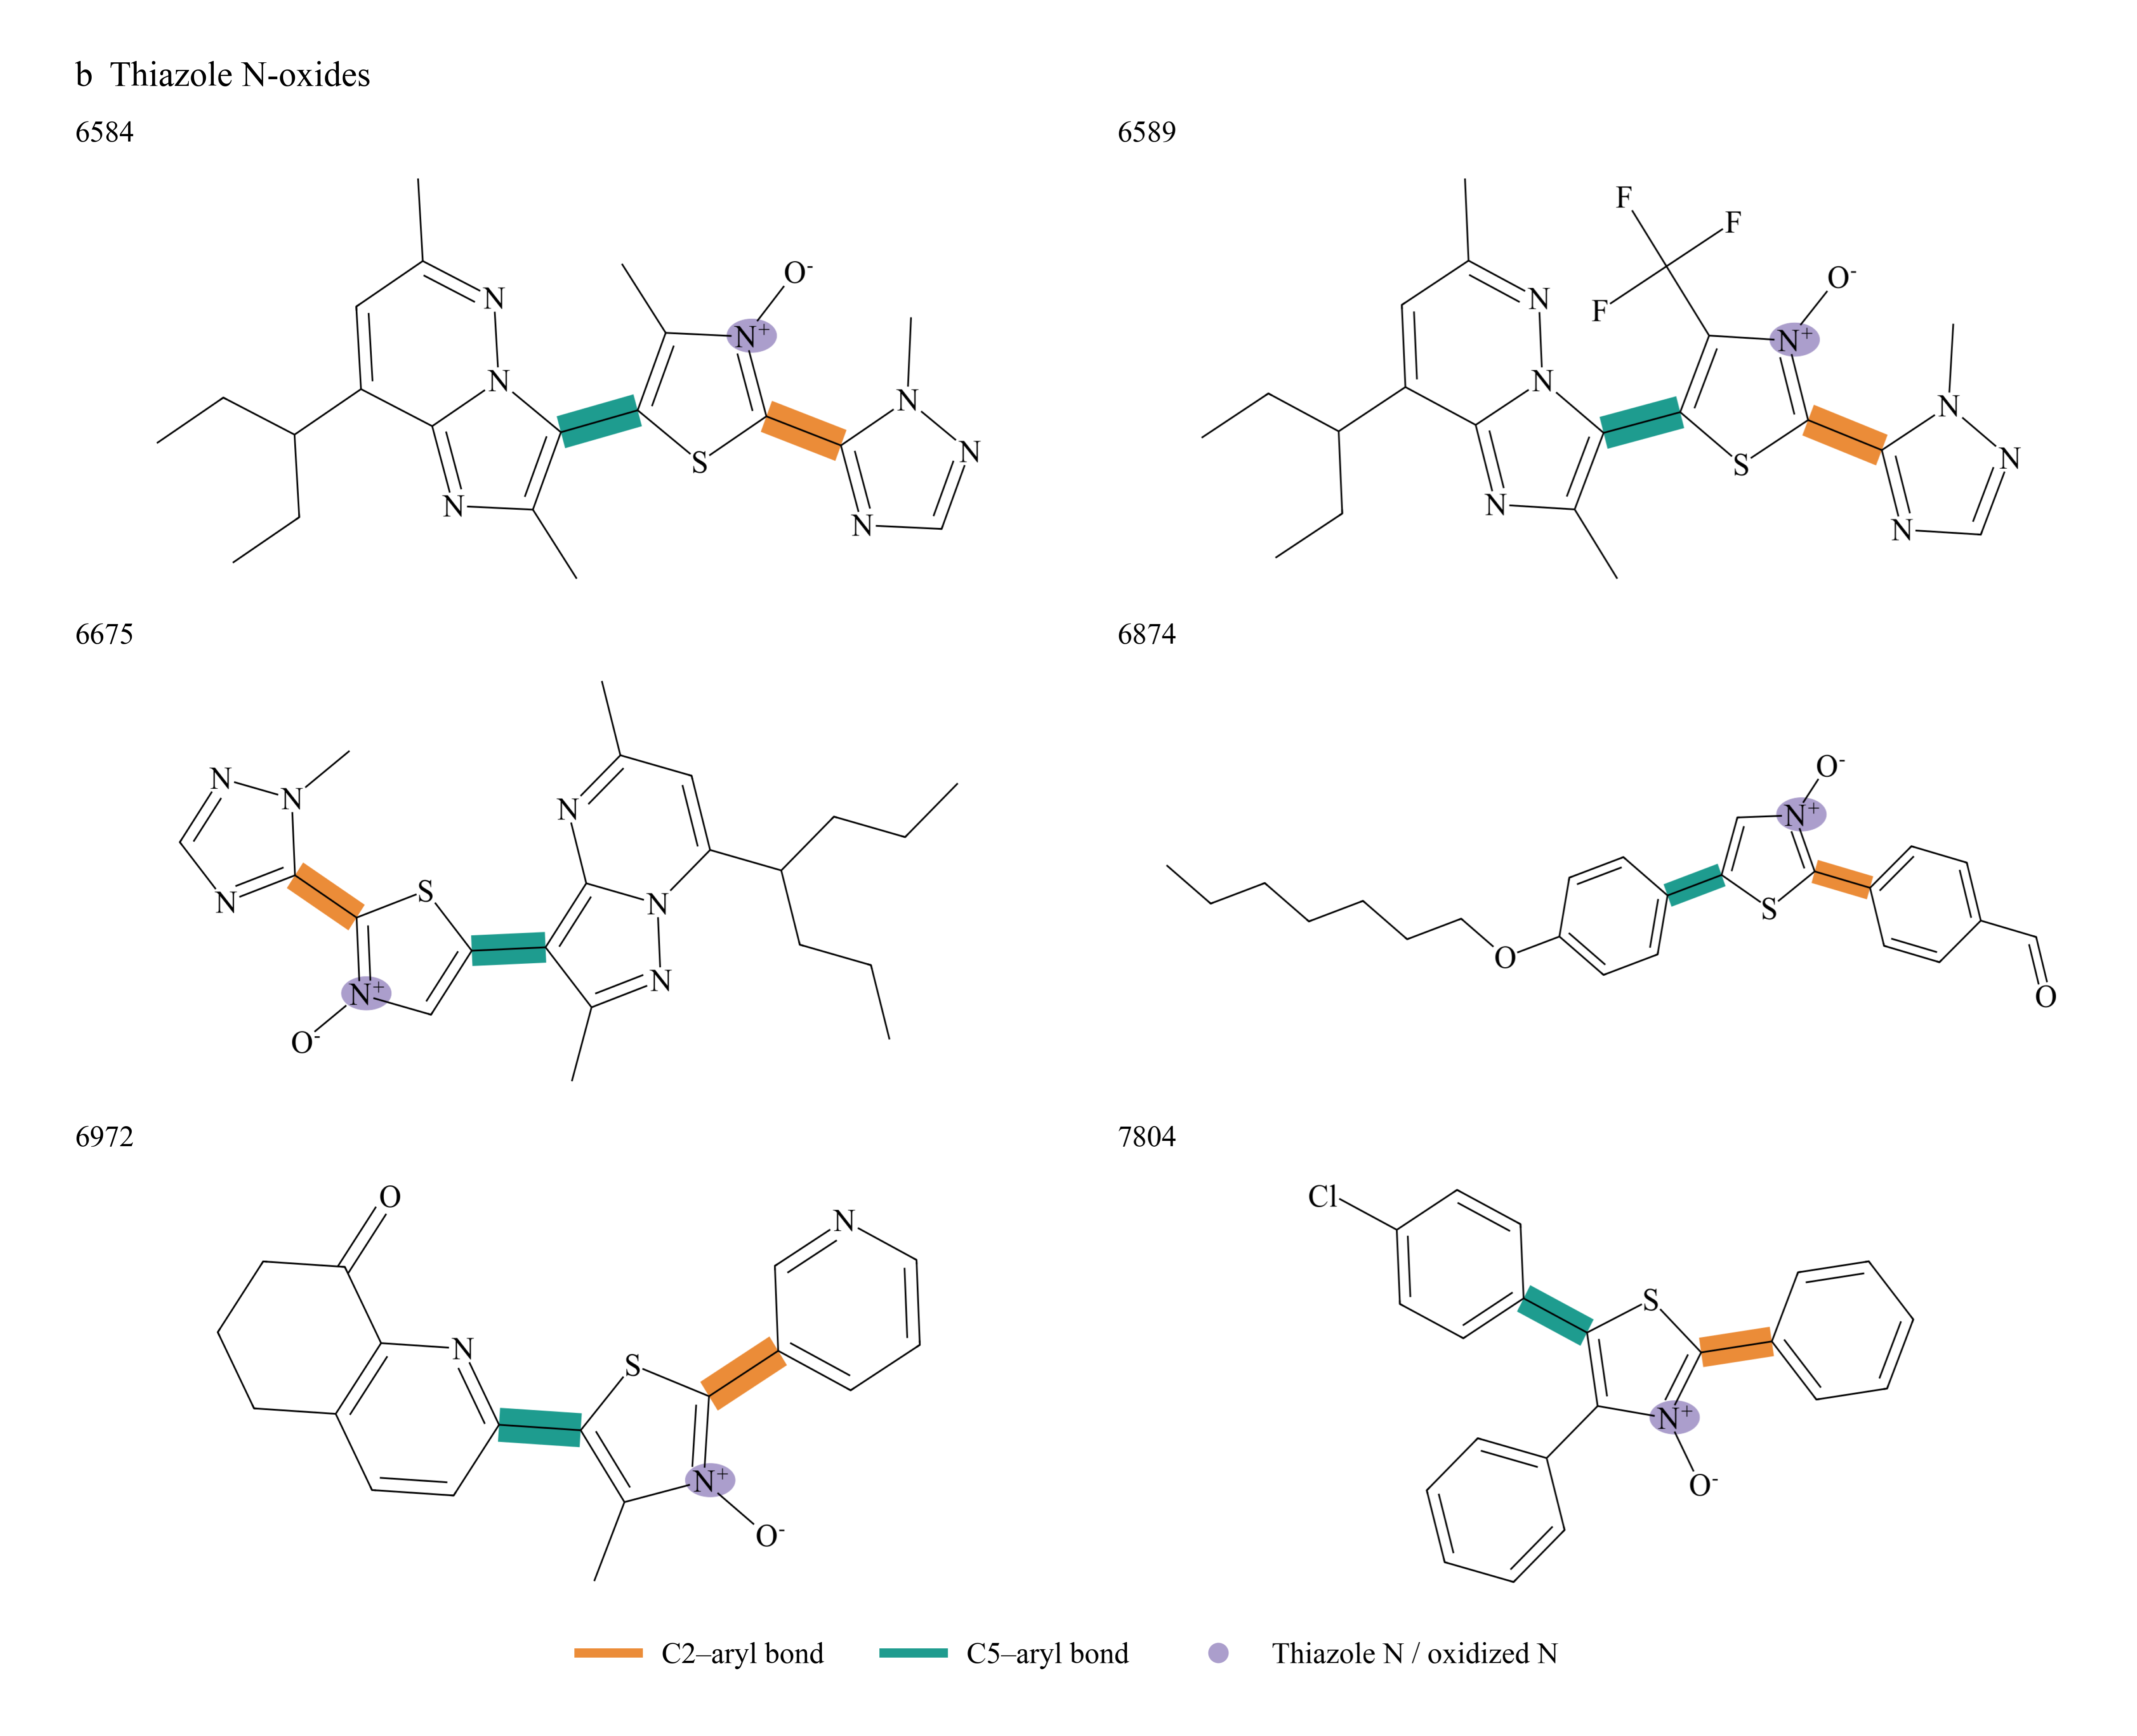 b Thiazole N-oxides
6584
6589
F
F
F
O-
O-
N
N+
N
N
N
N
N+
N
N
N
S
N
N
S
N
N
N
N
6675
6874
N
N
N
N
S
N
N
N+
O-
O-
N+
S
O
O
6972
7804
O
N
N
S
N+
O-
Cl
S
N+
O-
C2–aryl bond
C5–aryl bond
Thiazole N / oxidized N